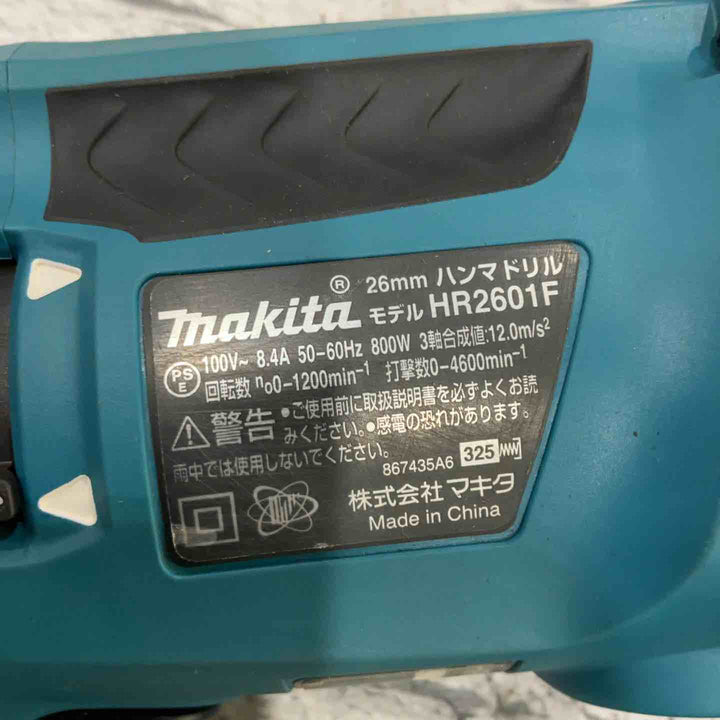 makita® 26mm ハンマドリル
モデル HR2601F
PSE 100V~ 8.4A 50-60Hz 800W 3軸合成値:12.0m/s²
回転数 n₀0-1200min⁻¹ 打撃数0-4600min⁻¹
警告 •ご使用前に取扱説明書を必ずよくお読
みください。•感電の恐れがあります。
雨中では使用しないでください。
867435A6 325
株式会社 マキタ
Made in China